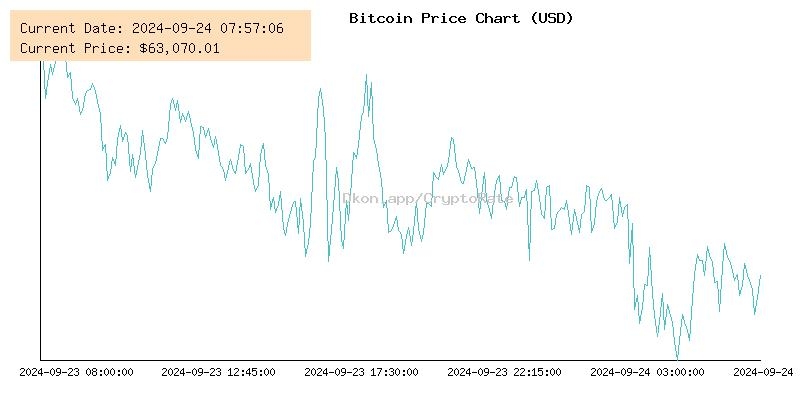 Bitcoin Price Chart (USD)
Current Date: 2024-09-24 07:57:06
Current Price: $63,070.01
Dkon.app/CryptoRate
2024-09-23 08:00:00
2024-09-23 12:45:00
2024-09-23 17:30:00
2024-09-23 22:15:00
2024-09-24 03:00:00
2024-09-24